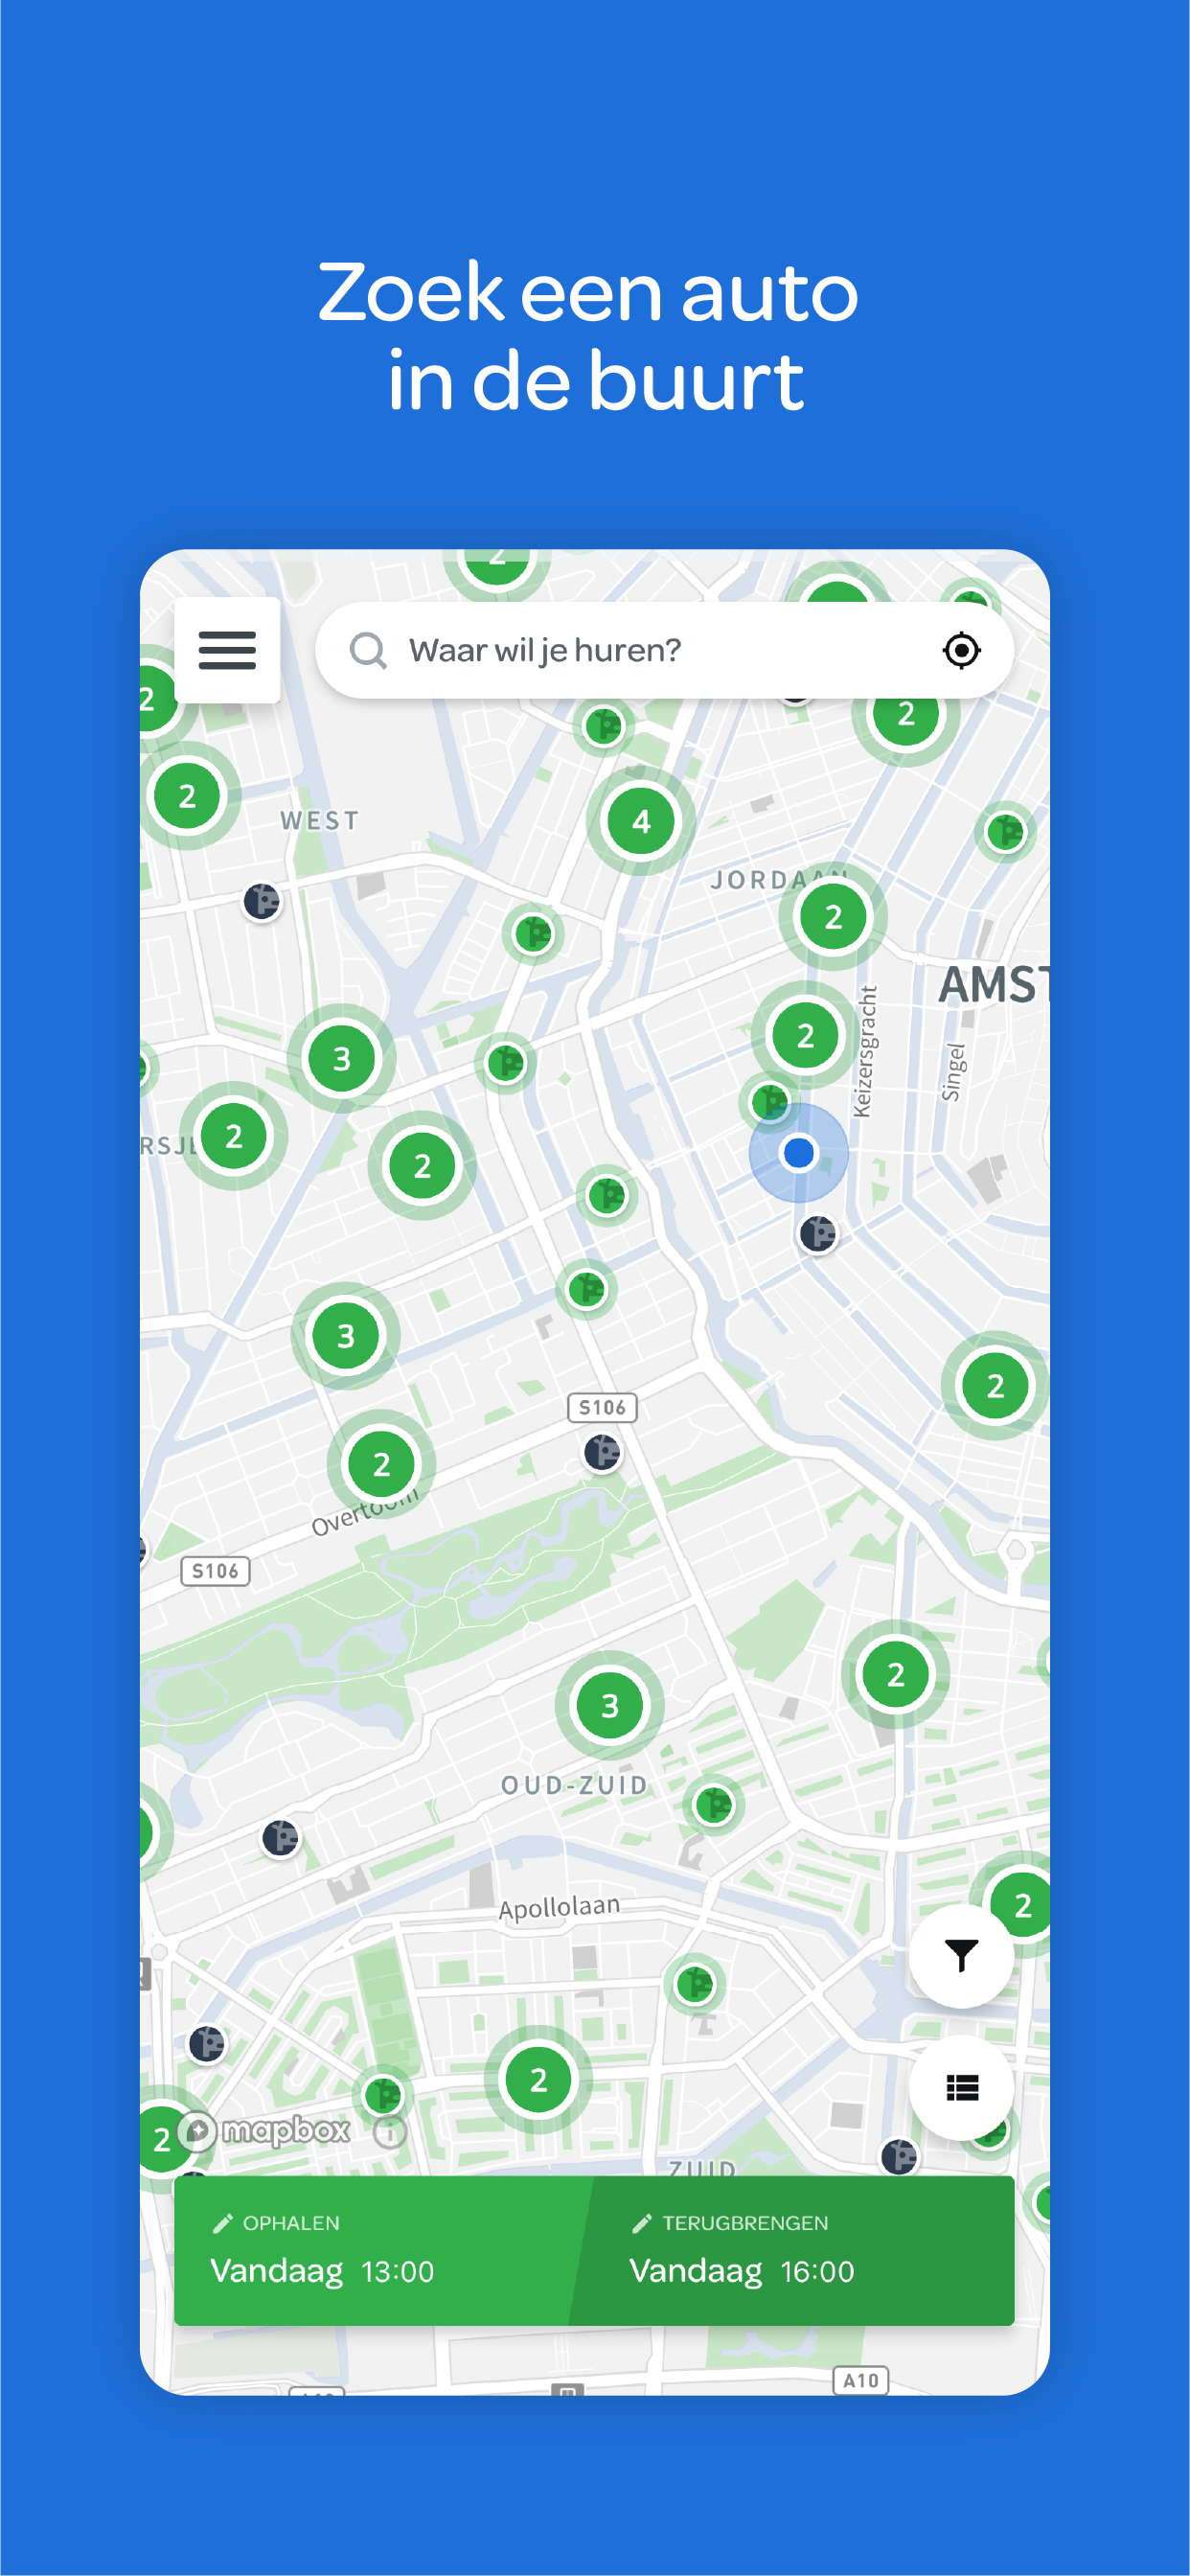 Zoek een auto
in de buurt
2
Waar wil je huren?
2
2
2
WEST
4
JORDAAN
2
AMST
3
2
Keizersgracht
Singel
RSJE
2
2
3
2
S106
2
Overtoom
S106
2
3
OUD-ZUID
2
Apollolaan
2
2
mapbox
ZUID
OPHALEN
TERUGBRENGEN
Vandaag 13:00
Vandaag 16:00
A10